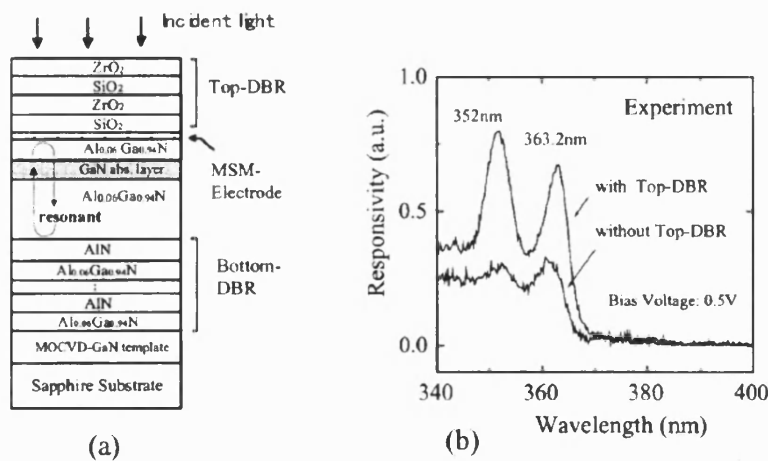 Incident light
ZrO2
SiO2
ZrO2
SiO2
Top-DBR
Al0.06Ga0.94N
GaN abs. layer
Al0.06Ga0.94N
resonant
MSM-
Electrode
AlN
Al0.06Ga0.94N
AlN
Al0.06Ga0.94N
Bottom-
DBR
MOCVD-GaN template
Sapphire Substrate
(a)
Responsivity (a.u.)
1.0
0.5
0.0
Experiment
352nm
363.2nm
with Top-DBR
without Top-DBR
Bias Voltage: 0.5V
340 360 380 400
Wavelength (nm)
(b)